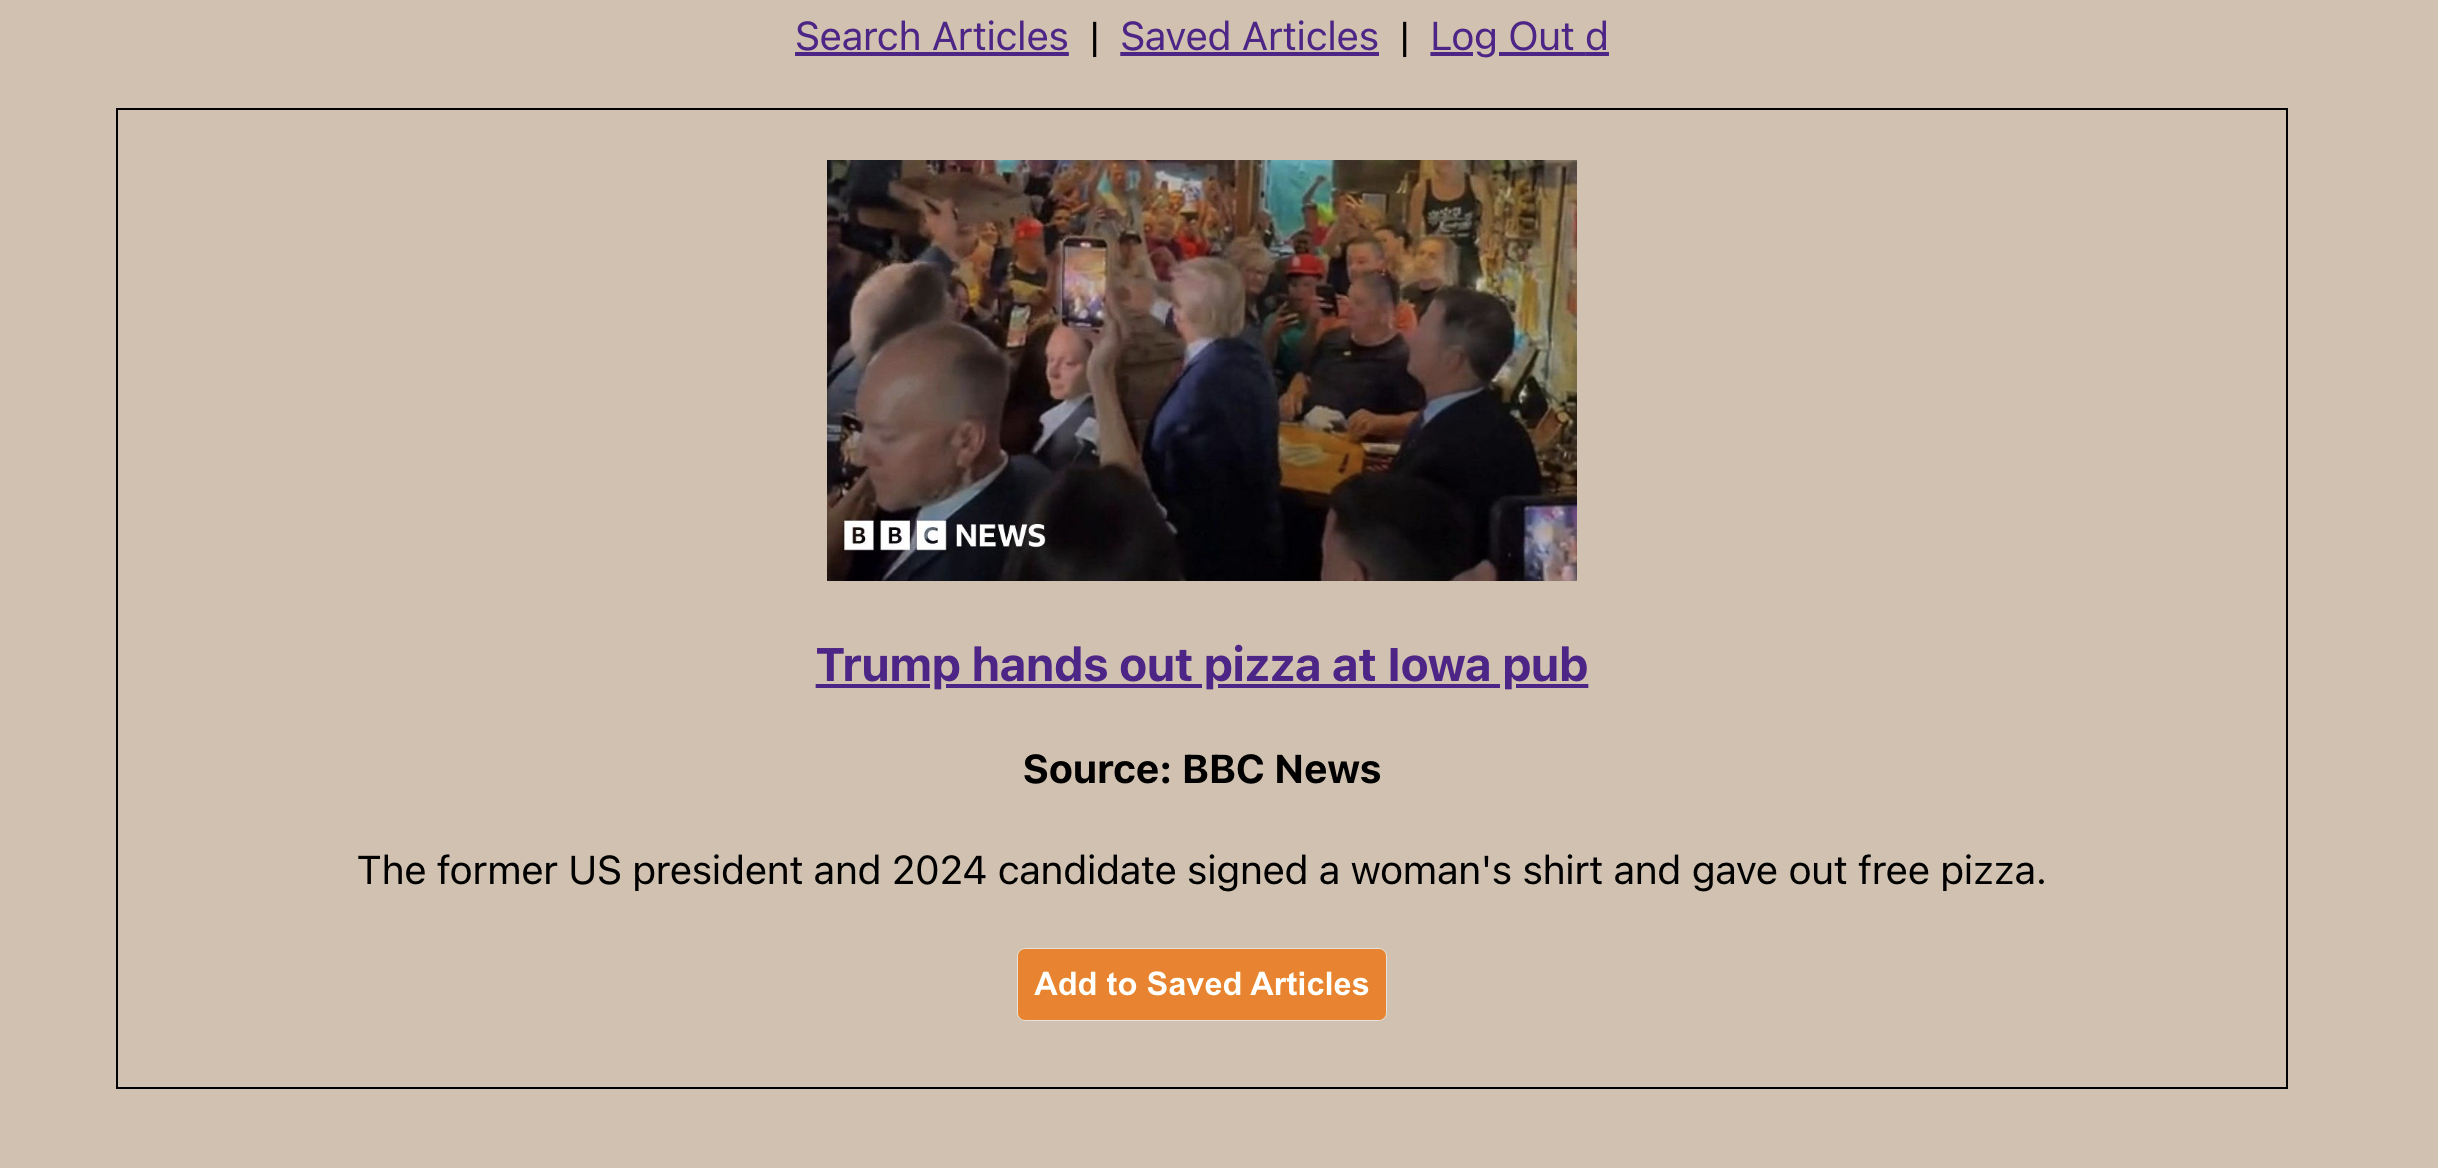 Search Articles | Saved Articles | Log Out d
BBC NEWS
Trump hands out pizza at Iowa pub
Source: BBC News
The former US president and 2024 candidate signed a woman's shirt and gave out free pizza.
Add to Saved Articles